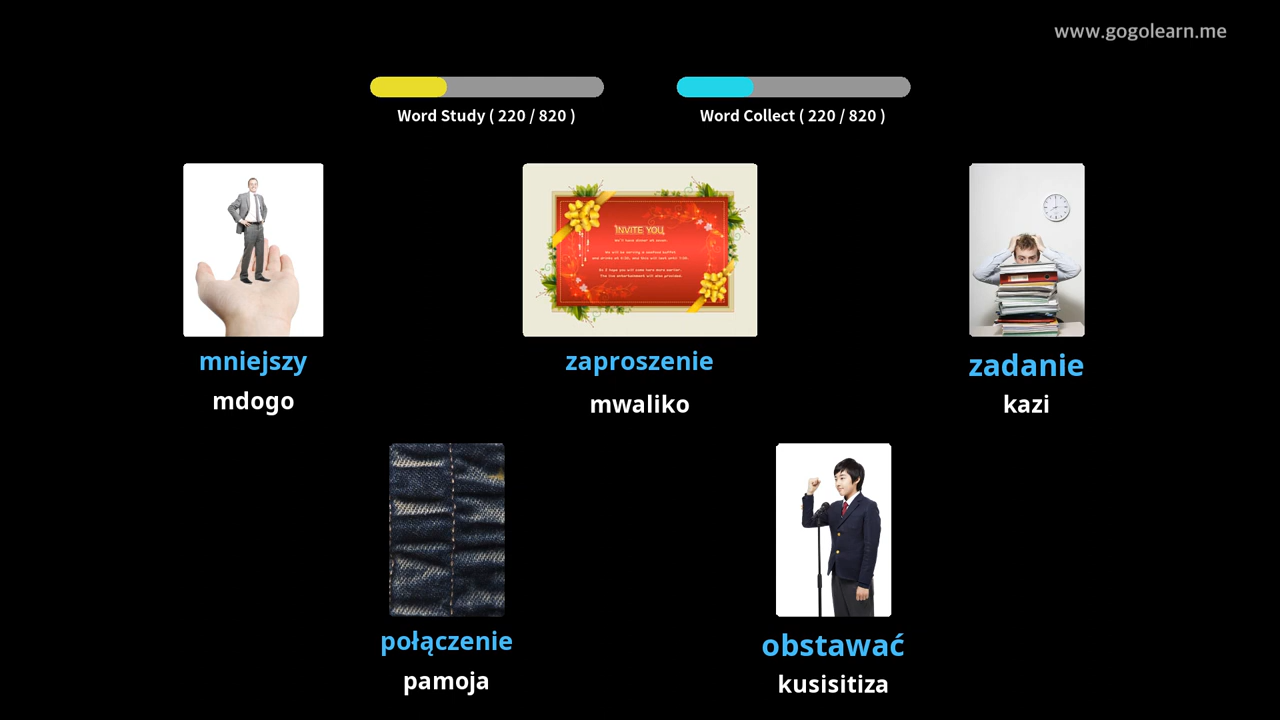 www.gogolearn.me
Word Study ( 220 / 820 )
Word Collect ( 220 / 820 )
INVITE YOU
mniejszy
zaproszenie
zadanie
mdogo
mwaliko
kazi
połączenie
obstawać
pamoja
kusisitiza